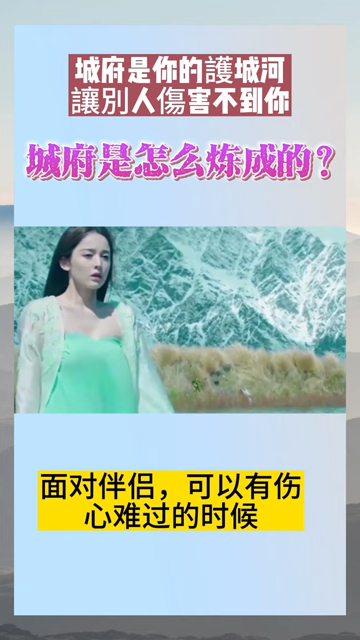 城府是你的護城河
讓別人傷害不到你
城府是怎么炼成的？
面对伴侣，可以有伤
心难过的时候